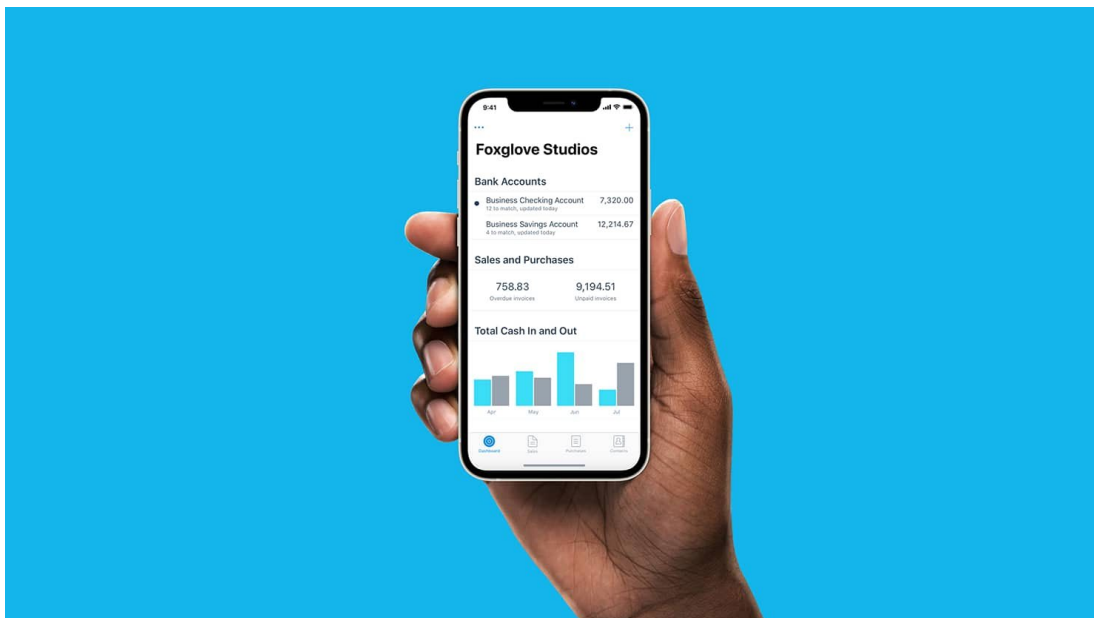 9:41
Foxglove Studios
Bank Accounts
Business Checking Account 7,320.00
12 to match, updated today
Business Savings Account 12,214.67
4 to match, updated today
Sales and Purchases
758.83 9,194.51
Overdue invoices Unpaid invoices
Total Cash In and Out
Apr May Jun Jul
Dashboard Sales Purchases Contacts